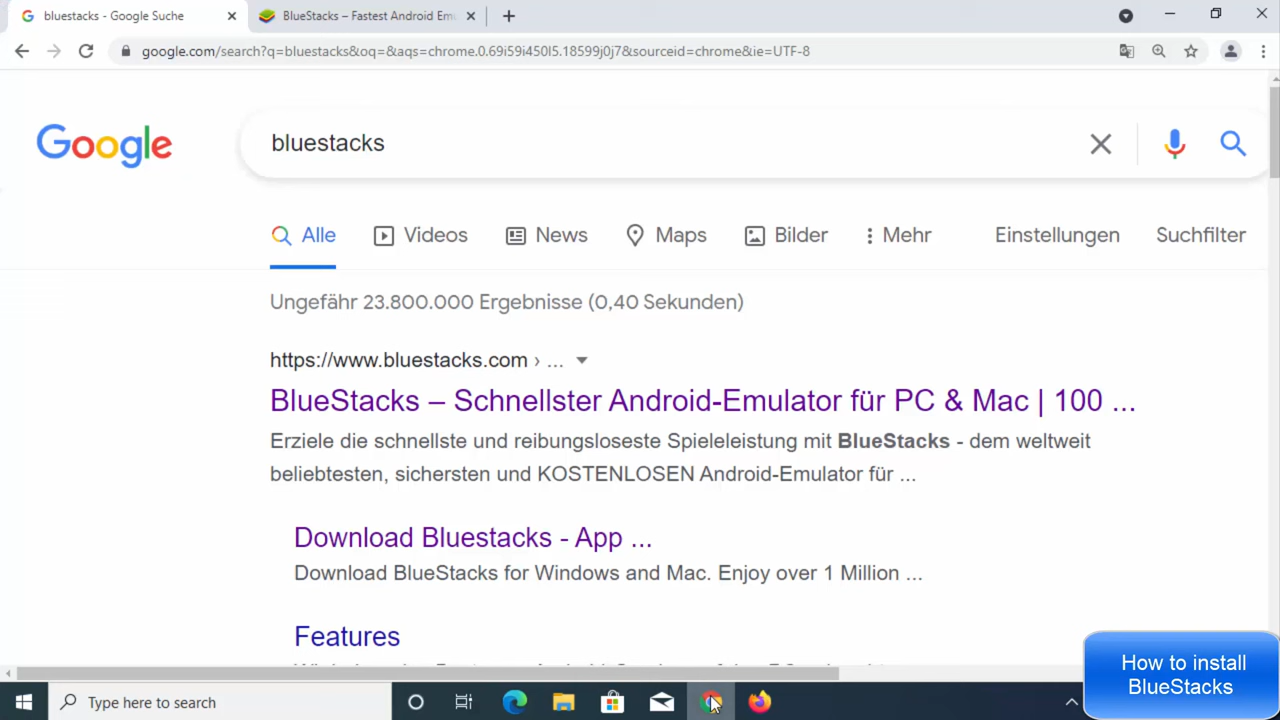 bluestacks - Google Suche
BlueStacks – Fastest Android Em
google.com/search?q=bluestacks&oq=&aqs=chrome.0.69i59i450l5.18599j0j7&sourceid=chrome&ie=UTF-8
Google
bluestacks
Alle Videos News Maps Bilder Mehr Einstellungen Suchfilter
Ungefähr 23.800.000 Ergebnisse (0,40 Sekunden)
https://www.bluestacks.com › ...
BlueStacks – Schnellster Android-Emulator für PC & Mac | 100 ...
Erziele die schnellste und reibungsloseste Spieleleistung mit BlueStacks - dem weltweit
beliebtesten, sichersten und KOSTENLOSEN Android-Emulator für ...
Download Bluestacks - App ...
Download BlueStacks for Windows and Mac. Enjoy over 1 Million ...
Features
Type here to search
How to install
BlueStacks